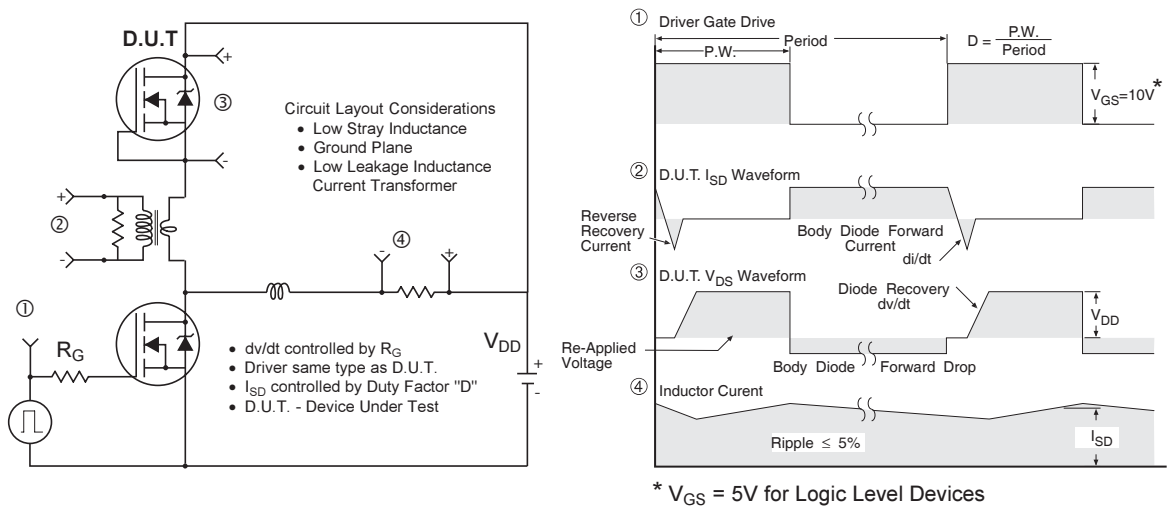 D.U.T
+
③
-
Circuit Layout Considerations
• Low Stray Inductance
• Ground Plane
• Low Leakage Inductance
Current Transformer
+
②
-
④
- +
①
RG
VDD
+
-
• dv/dt controlled by RG
• Driver same type as D.U.T.
• ISD controlled by Duty Factor "D"
• D.U.T. - Device Under Test
① Driver Gate Drive
P.W.
Period
D = P.W.
Period
VGS=10V*
② D.U.T. ISD Waveform
Reverse
Recovery
Current
Body Diode Forward
Current
di/dt
③ D.U.T. VDS Waveform
Diode Recovery
dv/dt
VDD
Re-Applied
Voltage
Body Diode Forward Drop
④ Inductor Curent
Ripple ≤ 5%
ISD
* VGS = 5V for Logic Level Devices